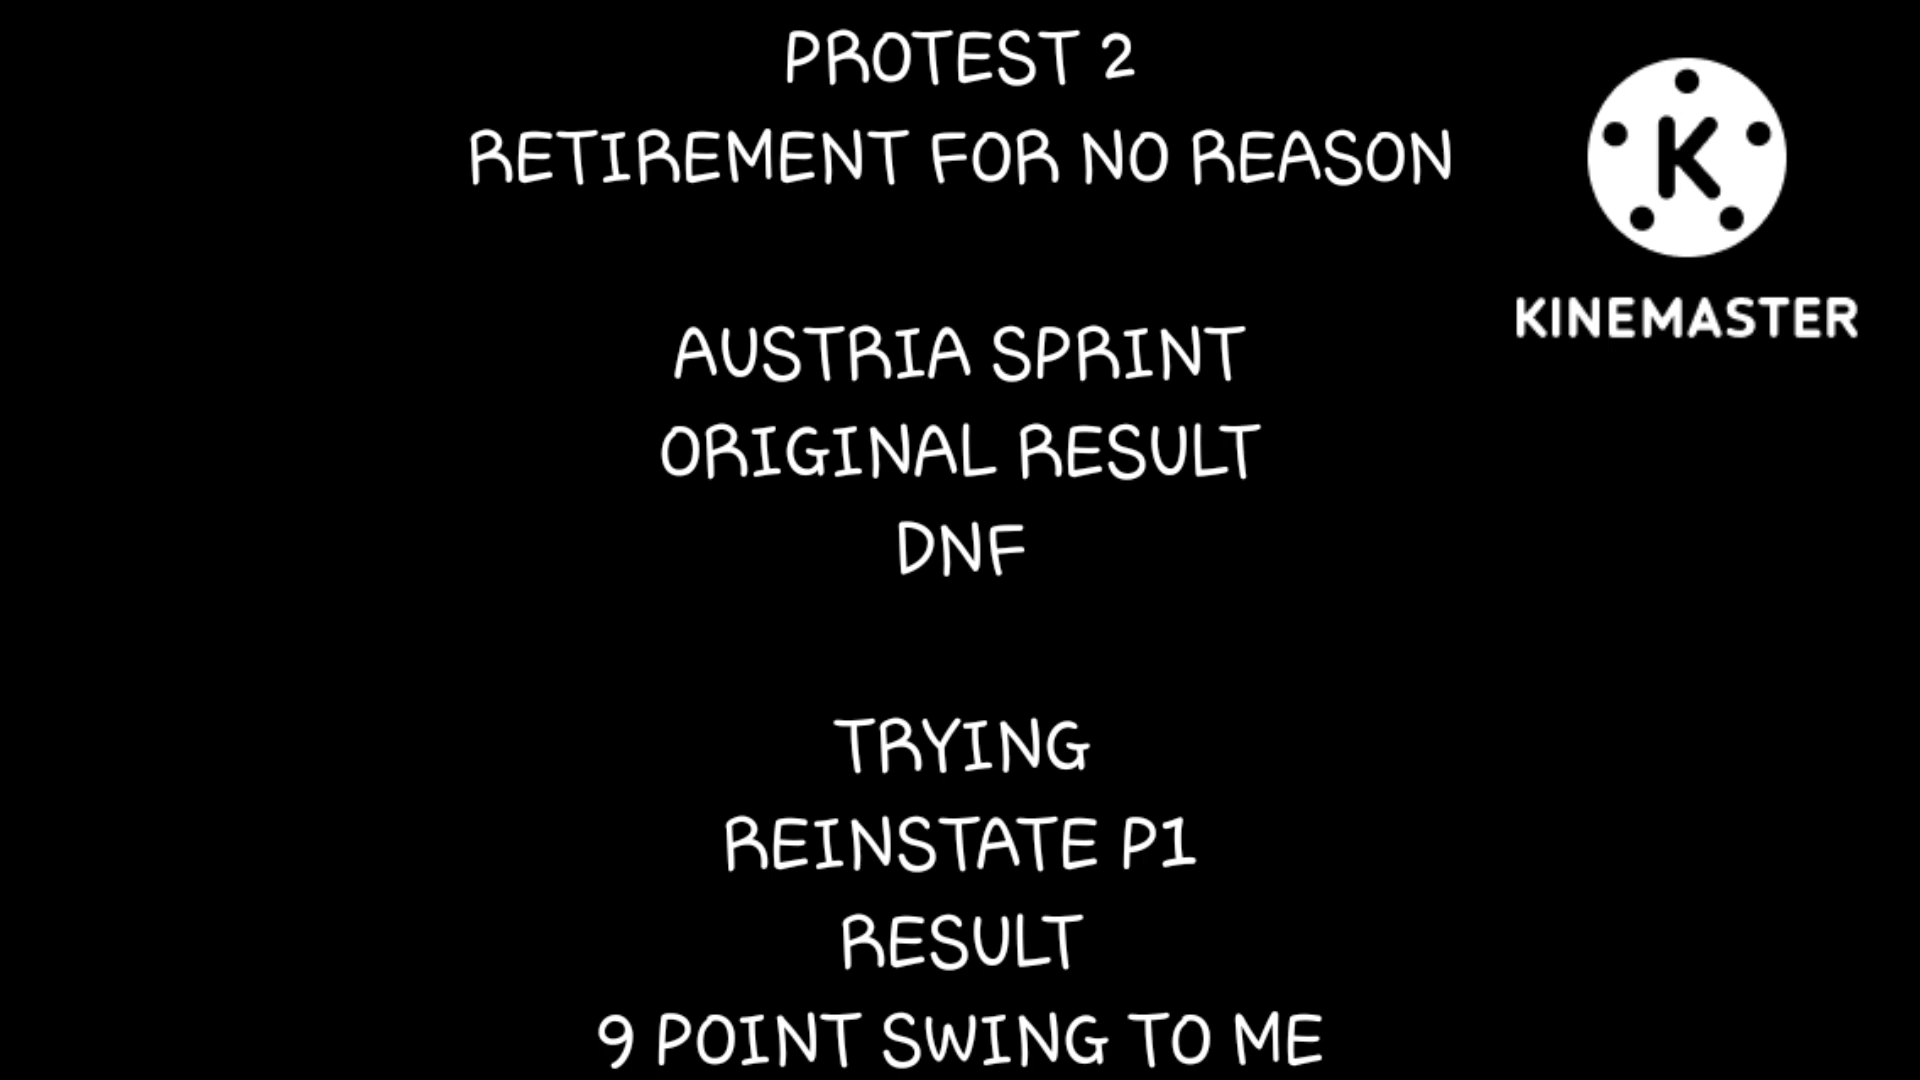 PROTEST 2
RETIREMENT FOR NO REASON
AUSTRIA SPRINT
ORIGINAL RESULT
DNF
TRYING
REINSTATE P1
RESULT
9 POINT SWING TO ME
K
KINEMASTER